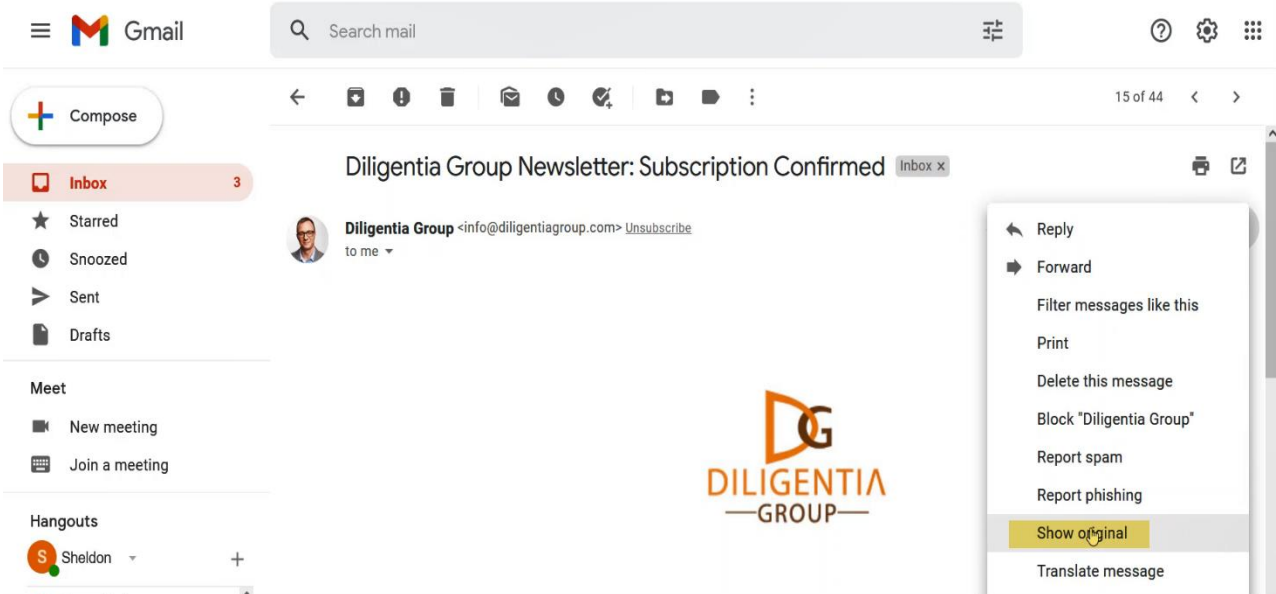 Gmail
Search mail
Compose
15 of 44
Diligentia Group Newsletter: Subscription Confirmed Inbox x
Inbox 3
Starred
Snoozed
Sent
Drafts
Diligentia Group <info@diligentiagroup.com> Unsubscribe
to me
Meet
New meeting
Join a meeting
Hangouts
S Sheldon
DG
DILIGENTIA
GROUP
Reply
Forward
Filter messages like this
Print
Delete this message
Block "Diligentia Group"
Report spam
Report phishing
Show original
Translate message